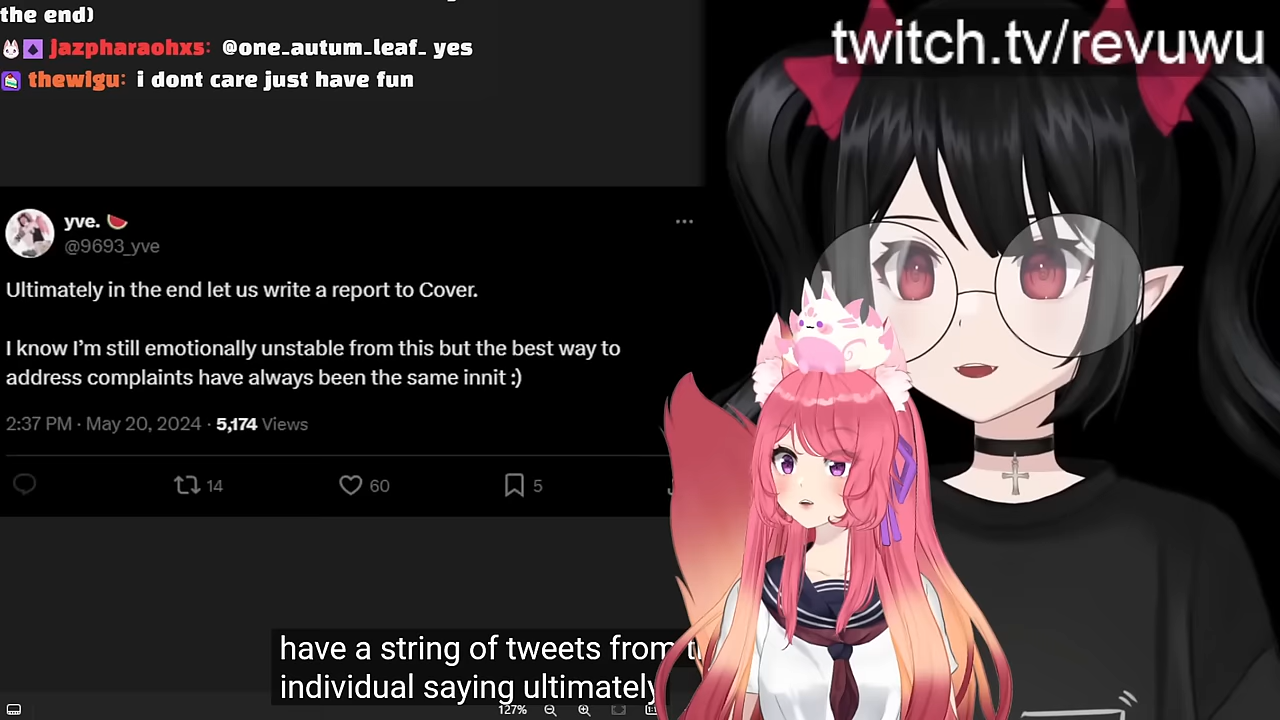 the end)
twitch.tv/revuwu
jazpharaohxs: @one_autum_leaf_ yes
thewlgu: i dont care just have fun
yve. 🍉
@9693_yve
Ultimately in the end let us write a report to Cover.
I know I’m still emotionally unstable from this but the best way to
address complaints have always been the same innit :)
2:37 PM · May 20, 2024 · 5,174 Views
14 60 5
have a string of tweets from
individual saying ultimately
127%